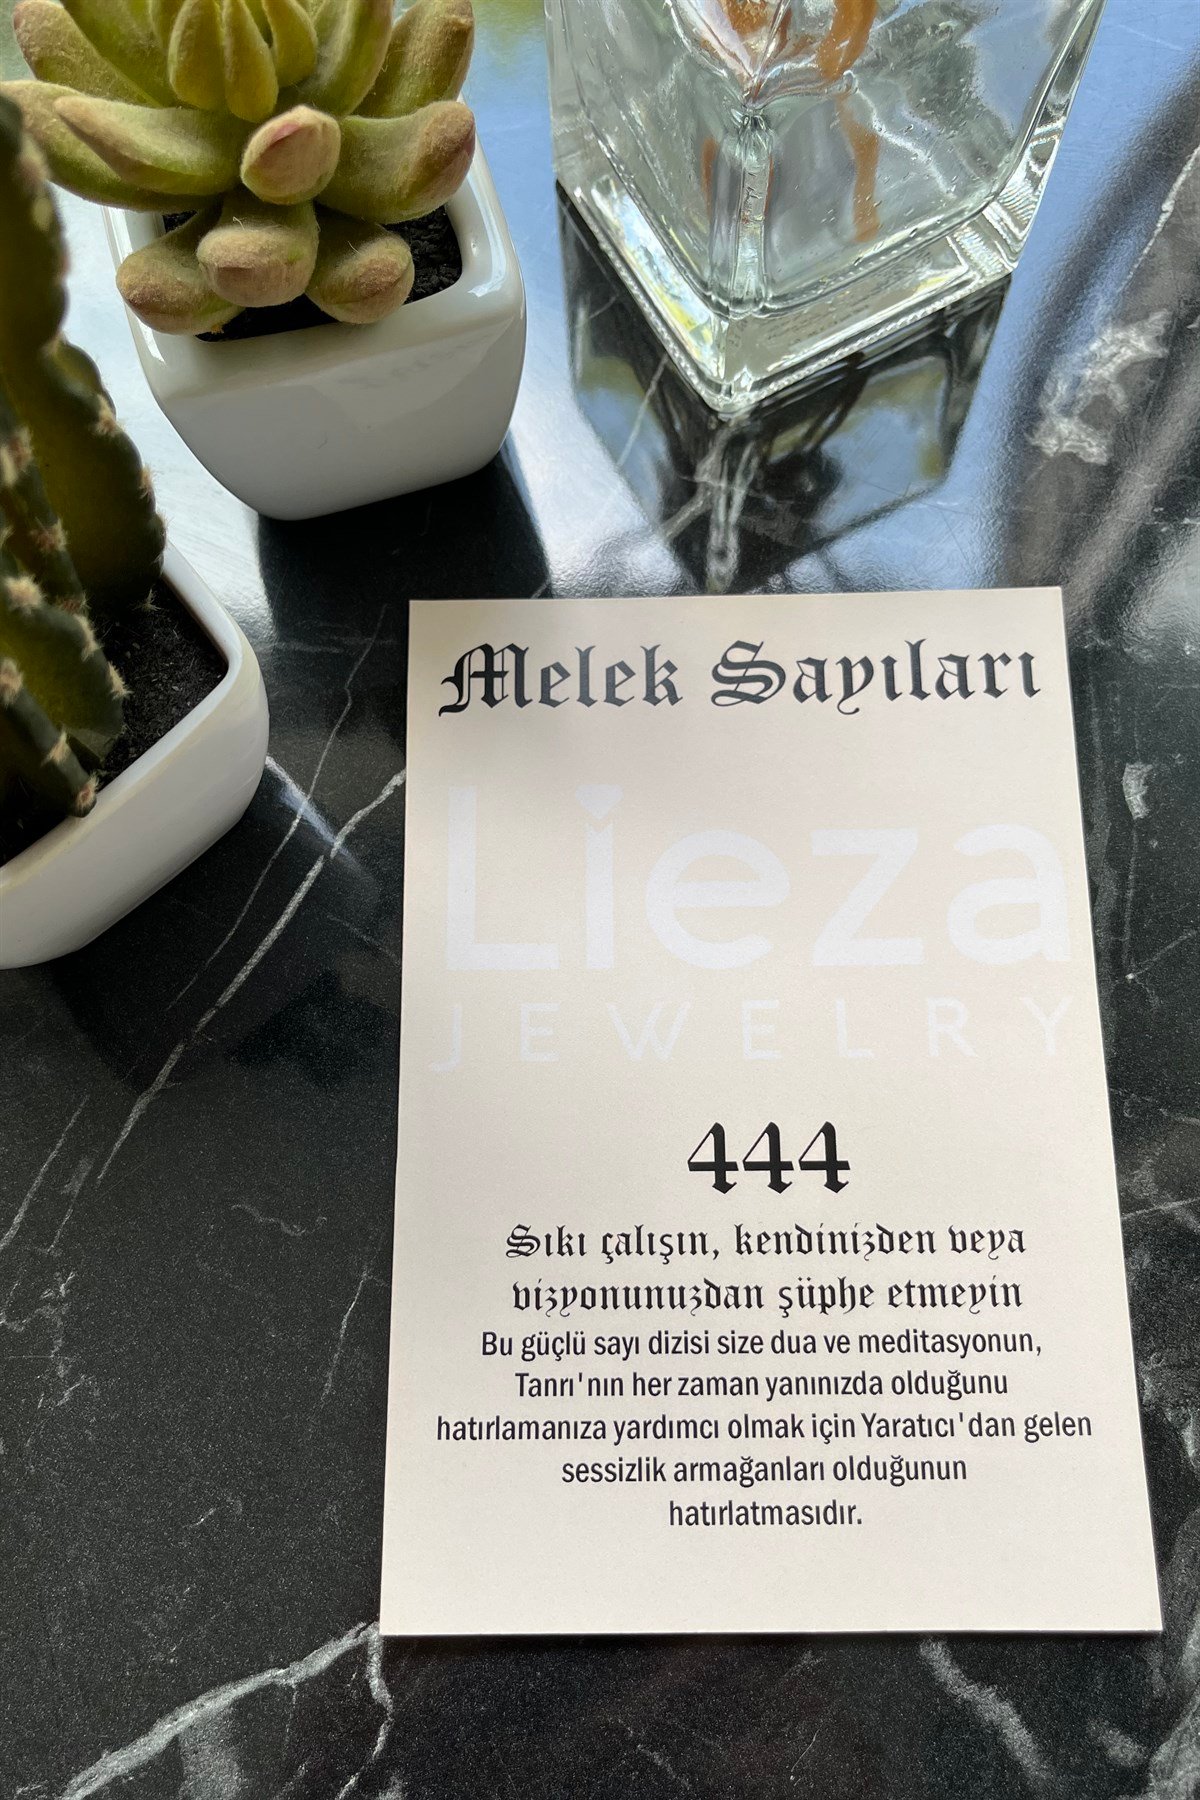 Melek Sayıları
Lieza
JEWELRY
444
Sıkı çalışın, kendinizden veya
vizyonunuzdan şüphe etmeyin
Bu güçlü sayı dizisi size dua ve meditasyonun,
Tanrı'nın her zaman yanınızda olduğunu
hatırlamanıza yardımcı olmak için Yaratıcı'dan gelen
sessizlik armağanları olduğunun
hatırlatmasıdır.